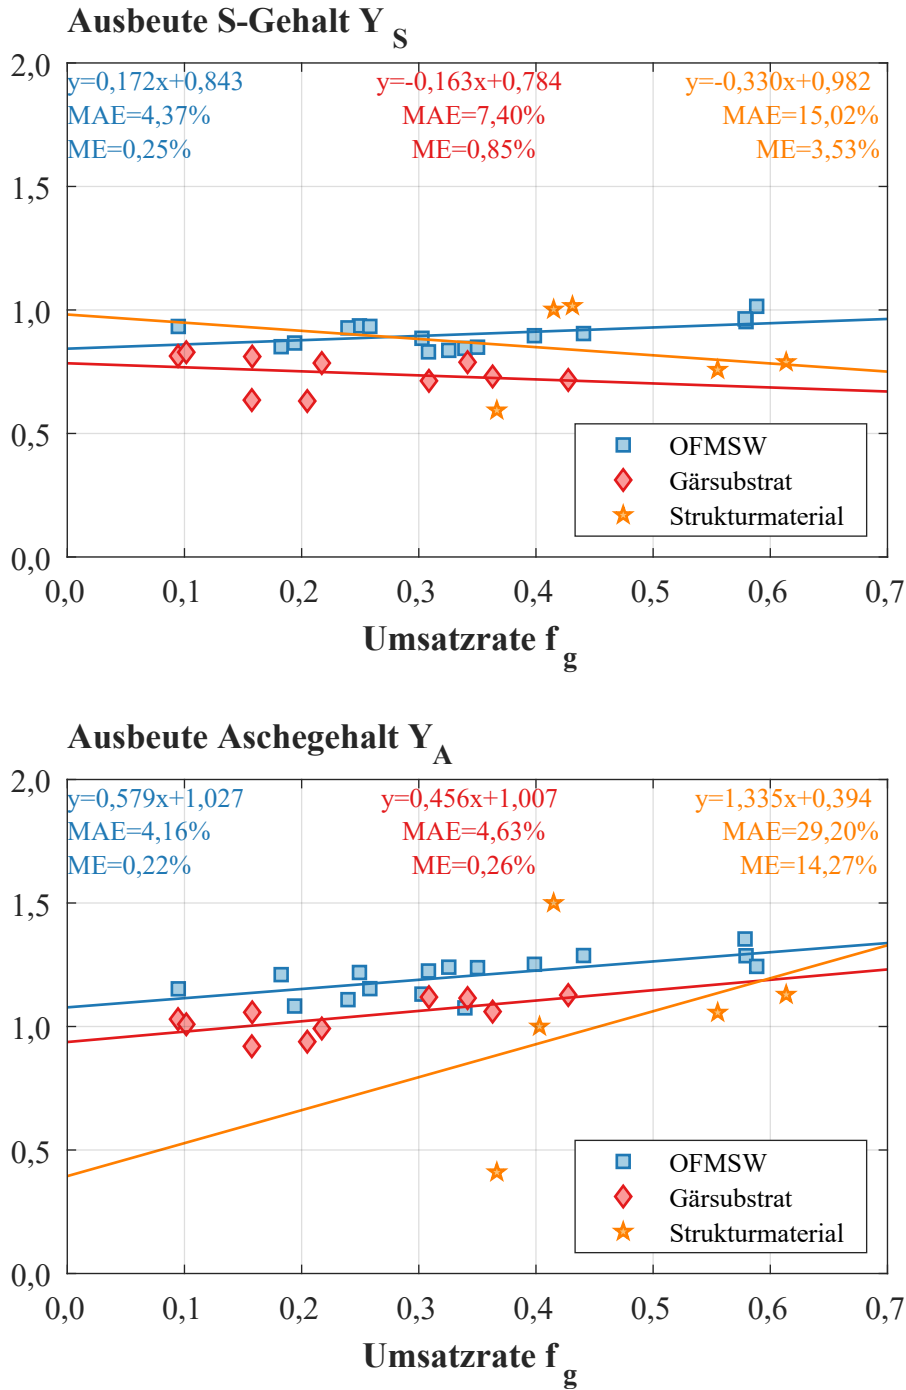 Ausbeute S-Gehalt Y_S
y=0,172x+0,843 y=-0,163x+0,784 y=-0,330x+0,982
MAE=4,37% MAE=7,40% MAE=15,02%
ME=0,25% ME=0,85% ME=3,53%
2,0
1,5
1,0
0,5
0,0
OFMSW
Gärsubstrat
Strukturmaterial
0,0 0,1 0,2 0,3 0,4 0,5 0,6 0,7
Umsatzrate f_g
Ausbeute Aschegehalt Y_A
y=0,579x+1,027 y=0,456x+1,007 y=1,335x+0,394
MAE=4,16% MAE=4,63% MAE=29,20%
ME=0,22% ME=0,26% ME=14,27%
2,0
1,5
1,0
0,5
0,0
OFMSW
Gärsubstrat
Strukturmaterial
0,0 0,1 0,2 0,3 0,4 0,5 0,6 0,7
Umsatzrate f_g